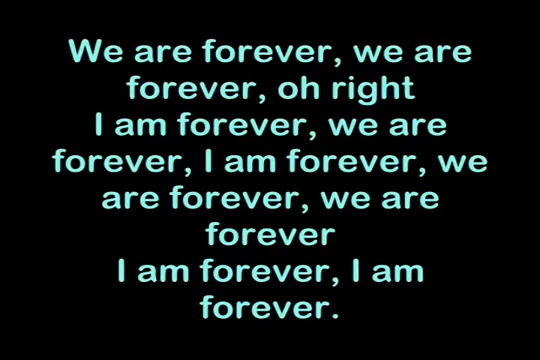 We are forever, we are
forever, oh right
I am forever, we are
forever, I am forever, we
are forever, we are
forever
I am forever, I am
forever.